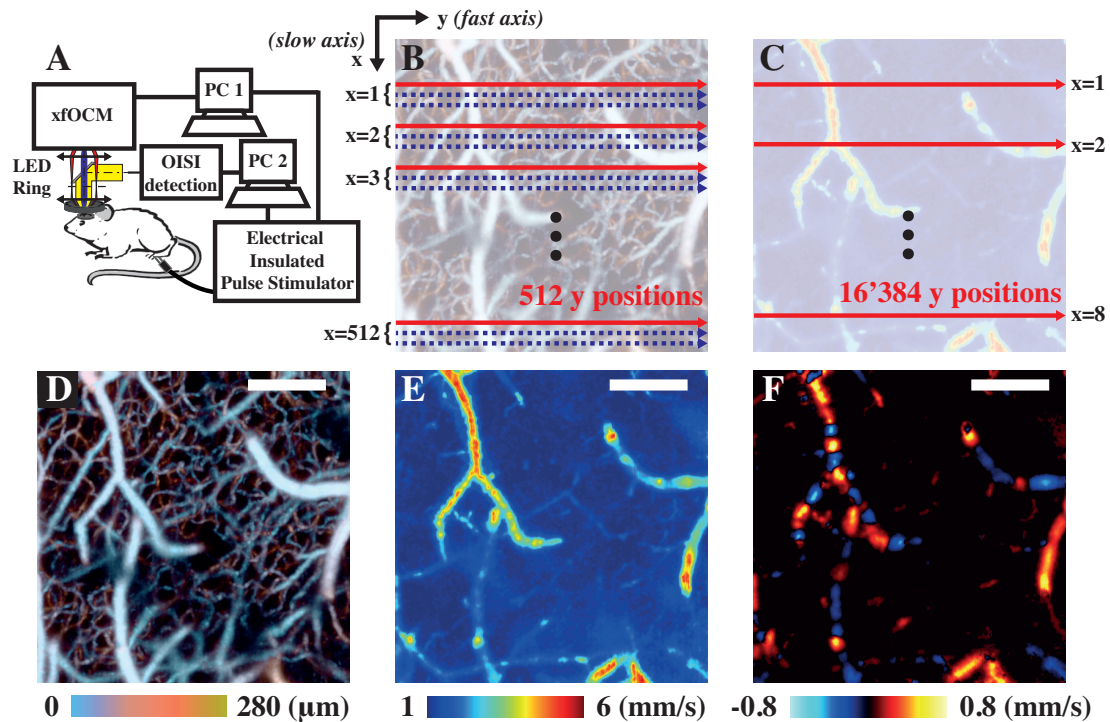 y (fast axis)
(slow axis)
x
A
PC 1
xfOCM
PC 2
OISI
detection
LED
Ring
Electrical
Insulated
Pulse Stimulator
B
x=1{
x=2{
x=3{
512 y positions
x=512{
C
x=1
x=2
16’384 y positions
x=8
D
E
F
0 280 (µm)
1 6 (mm/s)
-0.8 0.8 (mm/s)